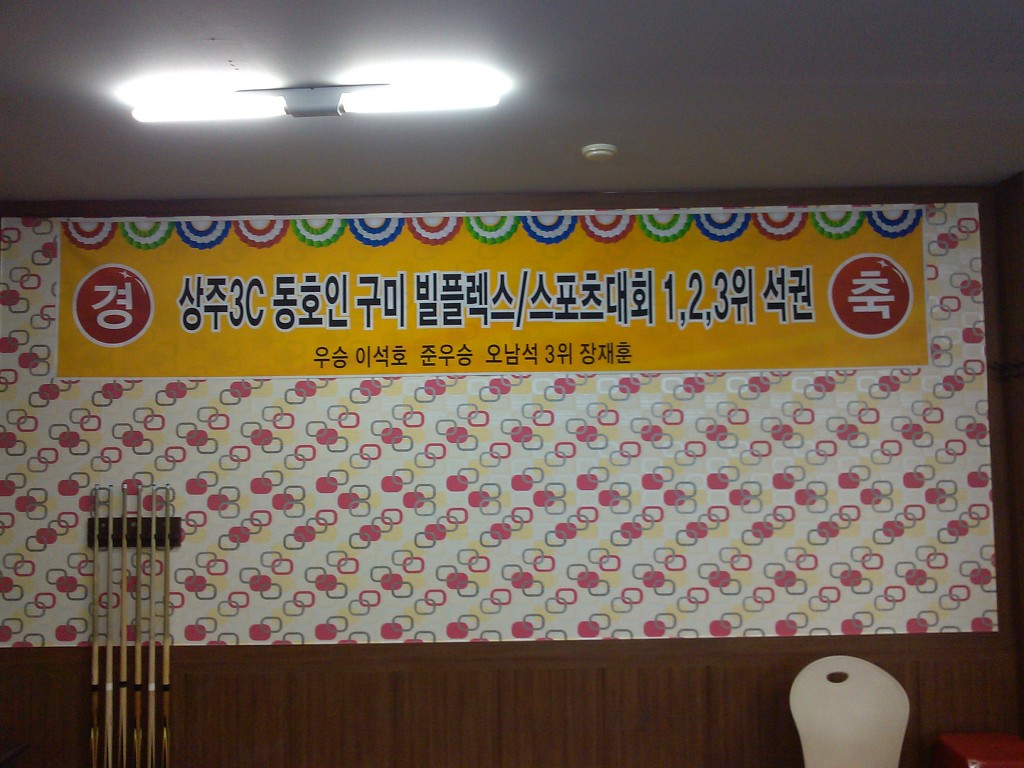 경 상주3C 동호인 구미 빌플렉스/스포츠대회 1,2,3위 석권 축
우승 이석호 준우승 오남석 3위 장재훈